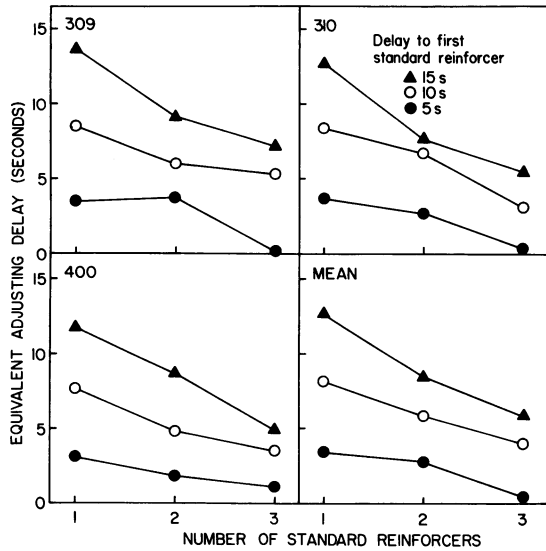 309
310
Delay to first
standard reinforcer
▲ 15 s
○ 10 s
● 5 s
15
10
5
0
400
MEAN
15
10
5
0
1 2 3
1 2 3
EQUIVALENT ADJUSTING DELAY (SECONDS)
NUMBER OF STANDARD REINFORCERS